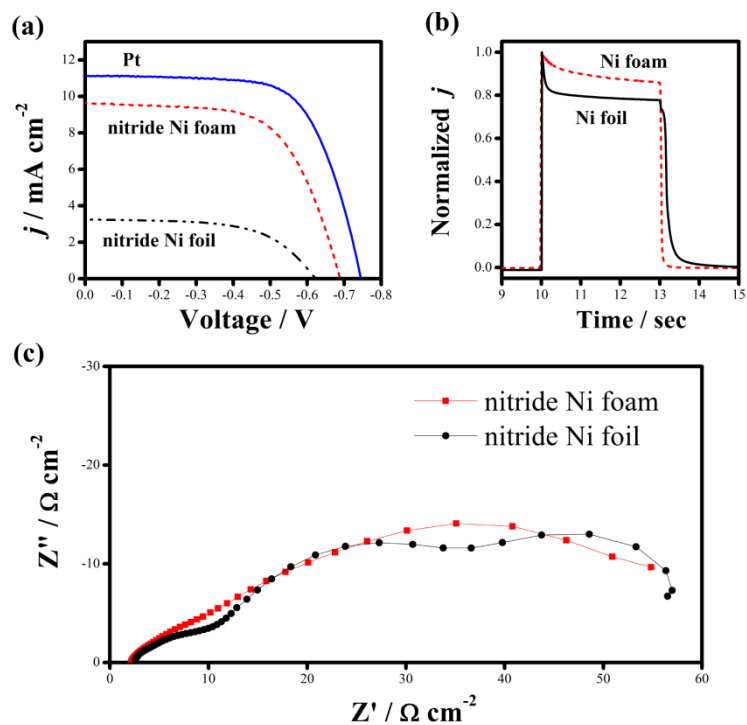 (a)
12
10
8
6
4
2
0
j / mA cm-2
Pt
nitride Ni foam
nitride Ni foil
0.0 -0.1 -0.2 -0.3 -0.4 -0.5 -0.6 -0.7 -0.8
Voltage / V
(b)
1.0
0.8
0.6
0.4
0.2
0.0
Normalized j
Ni foam
Ni foil
9 10 11 12 13 14 15
Time / sec
(c)
-30
-20
-10
0
Z'' / Ω cm-2
nitride Ni foam
nitride Ni foil
0 10 20 30 40 50 60
Z' / Ω cm-2